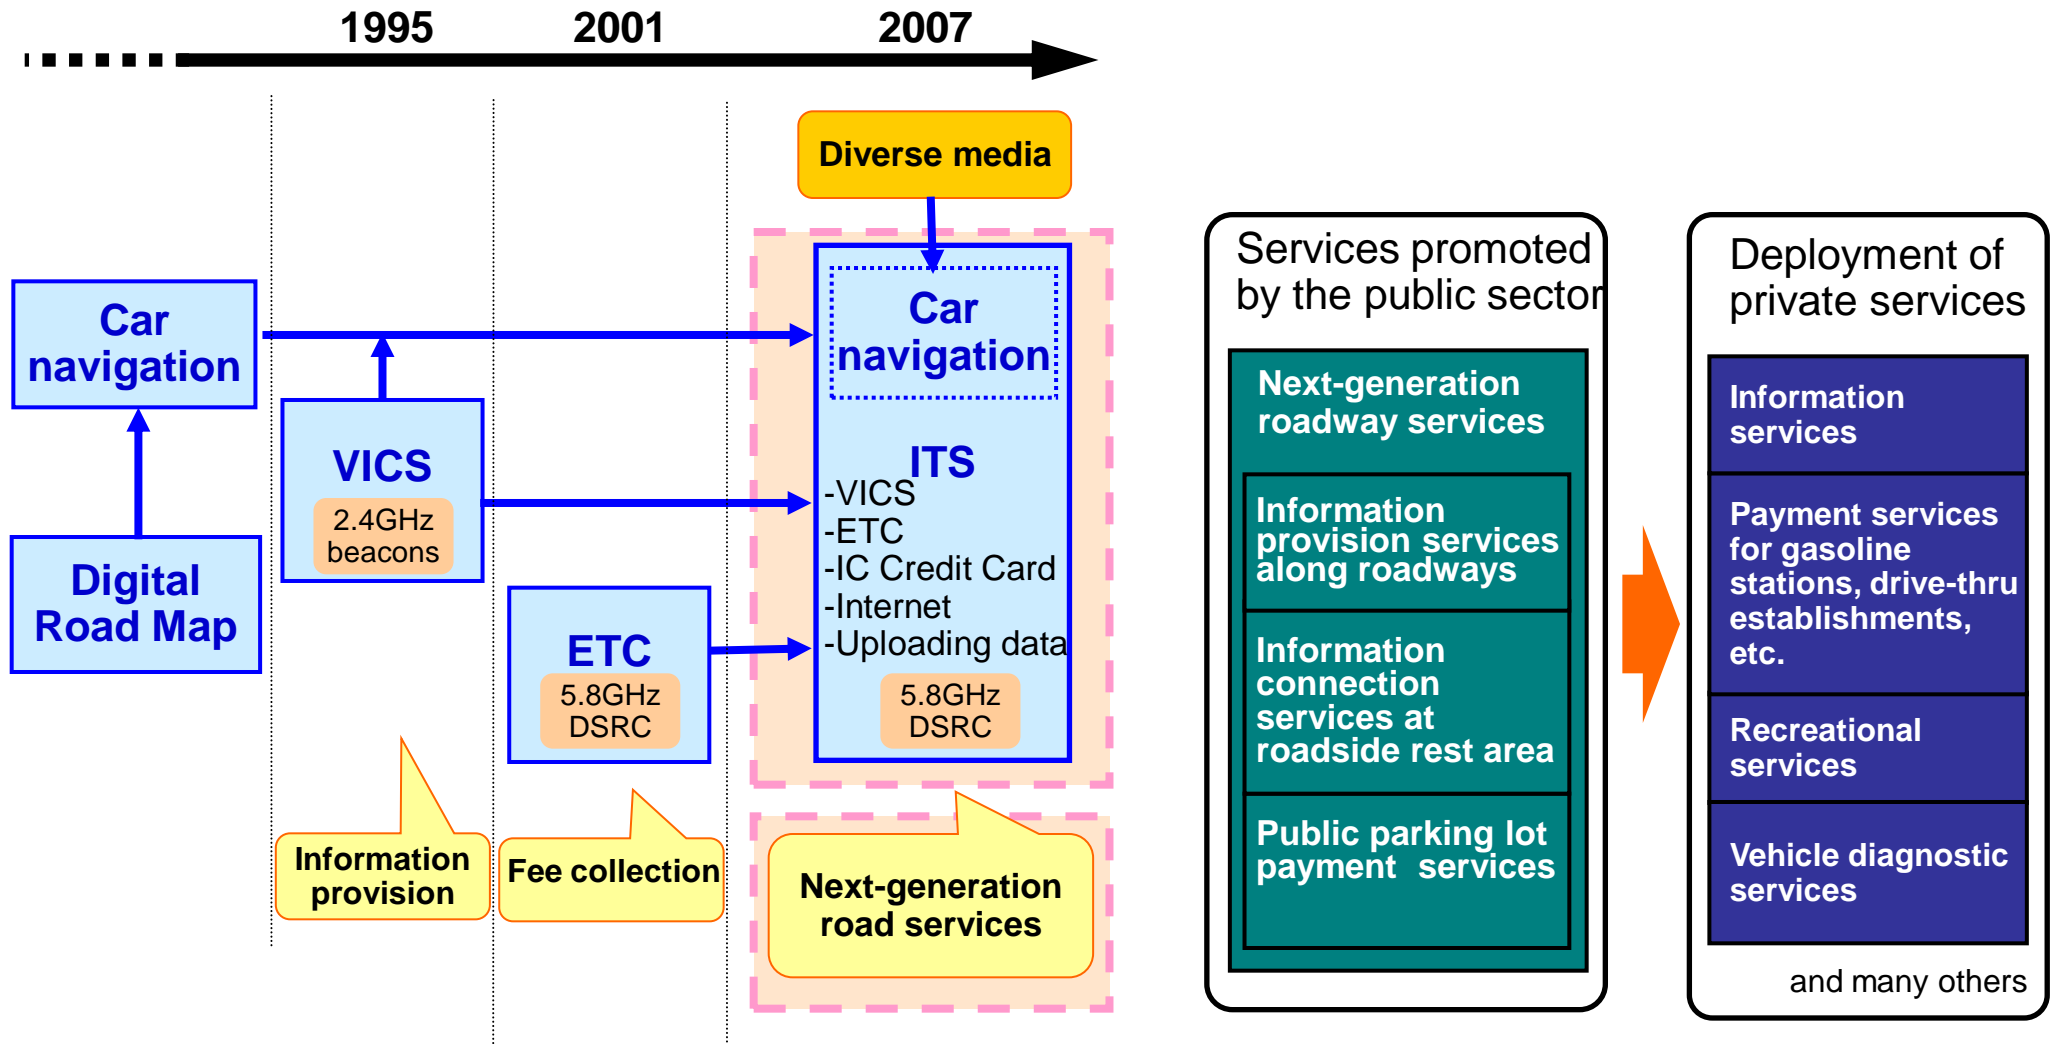 1995
2001
2007
Diverse media
Car
navigation
Digital
Road Map
VICS
2.4GHz
beacons
ETC
5.8GHz
DSRC
Car
navigation
ITS
-VICS
-ETC
-IC Credit Card
-Internet
-Uploading data
5.8GHz
DSRC
Information
provision
Fee collection
Next-generation
road services
Services promoted
by the public sector
Next-generation
roadway services
Information
provision services
along roadways
Information
connection
services at
roadside rest area
Public parking lot
payment services
Deployment of
private services
Information
services
Payment services
for gasoline
stations, drive-thru
establishments,
etc.
Recreational
services
Vehicle diagnostic
services
and many others